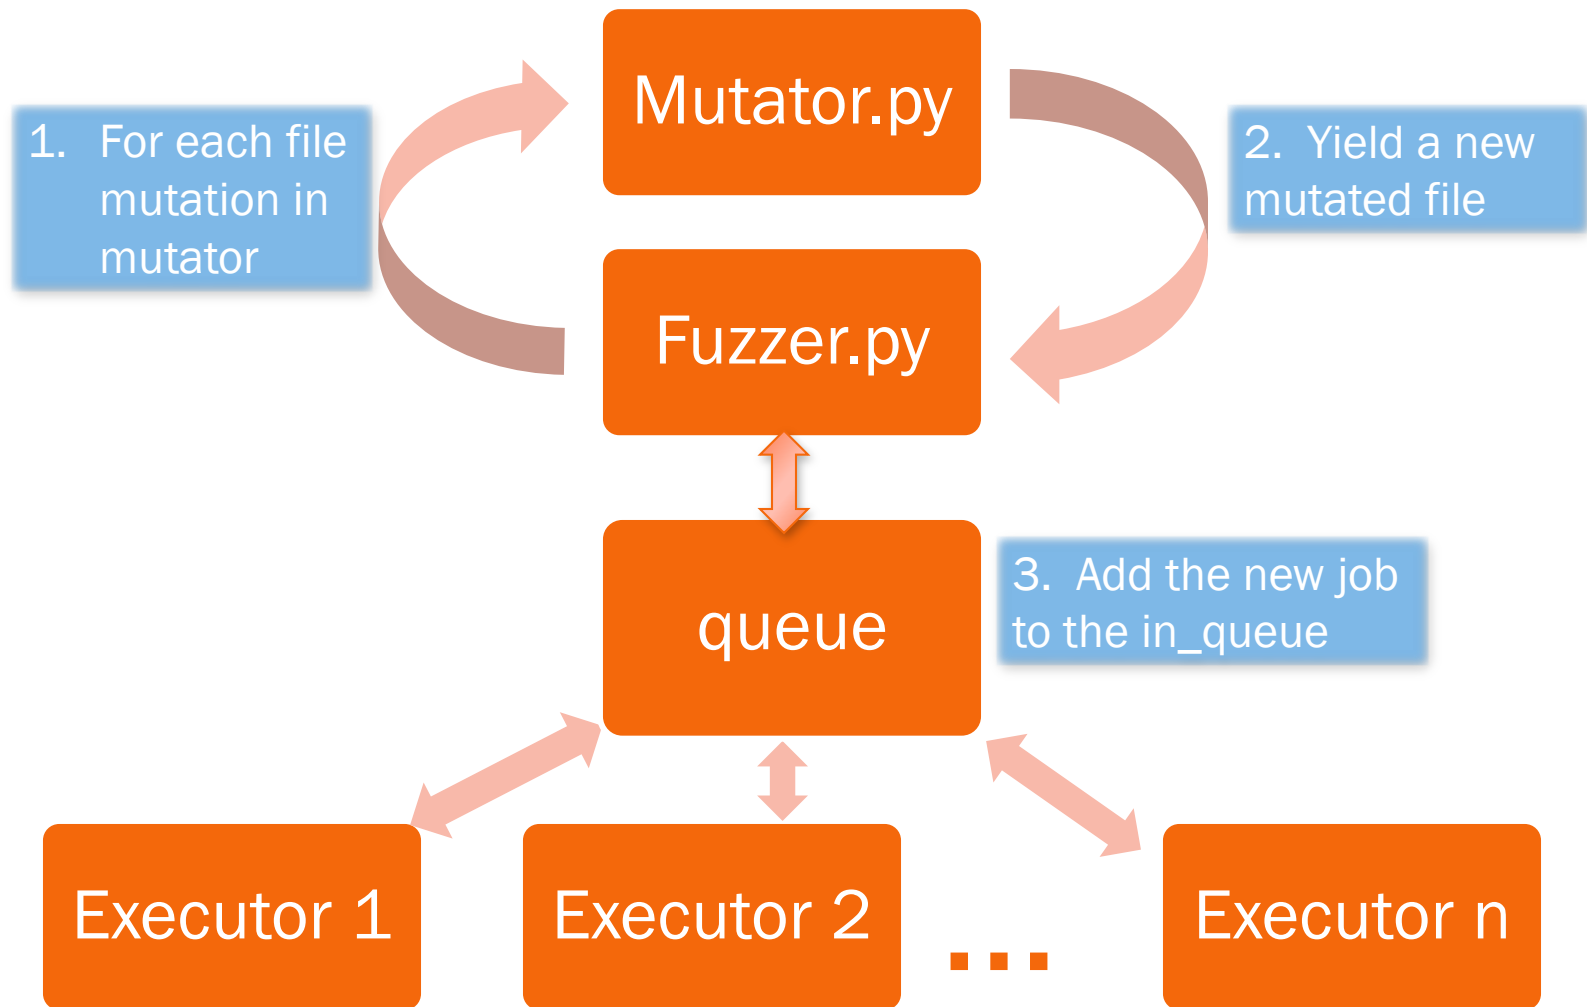 Mutator.py
1. For each file
mutation in
mutator
2. Yield a new
mutated file
Fuzzer.py
queue
3. Add the new job
to the in_queue
Executor 1
Executor 2
...
Executor n